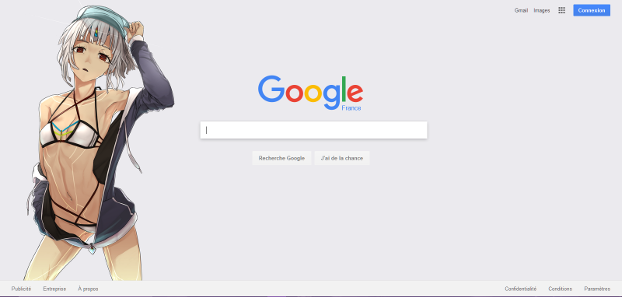 Gmail Images Connexion
Google
France
Recherche Google J'ai de la chance
Publicité Entreprise À propos Confidentialité Conditions Paramètres